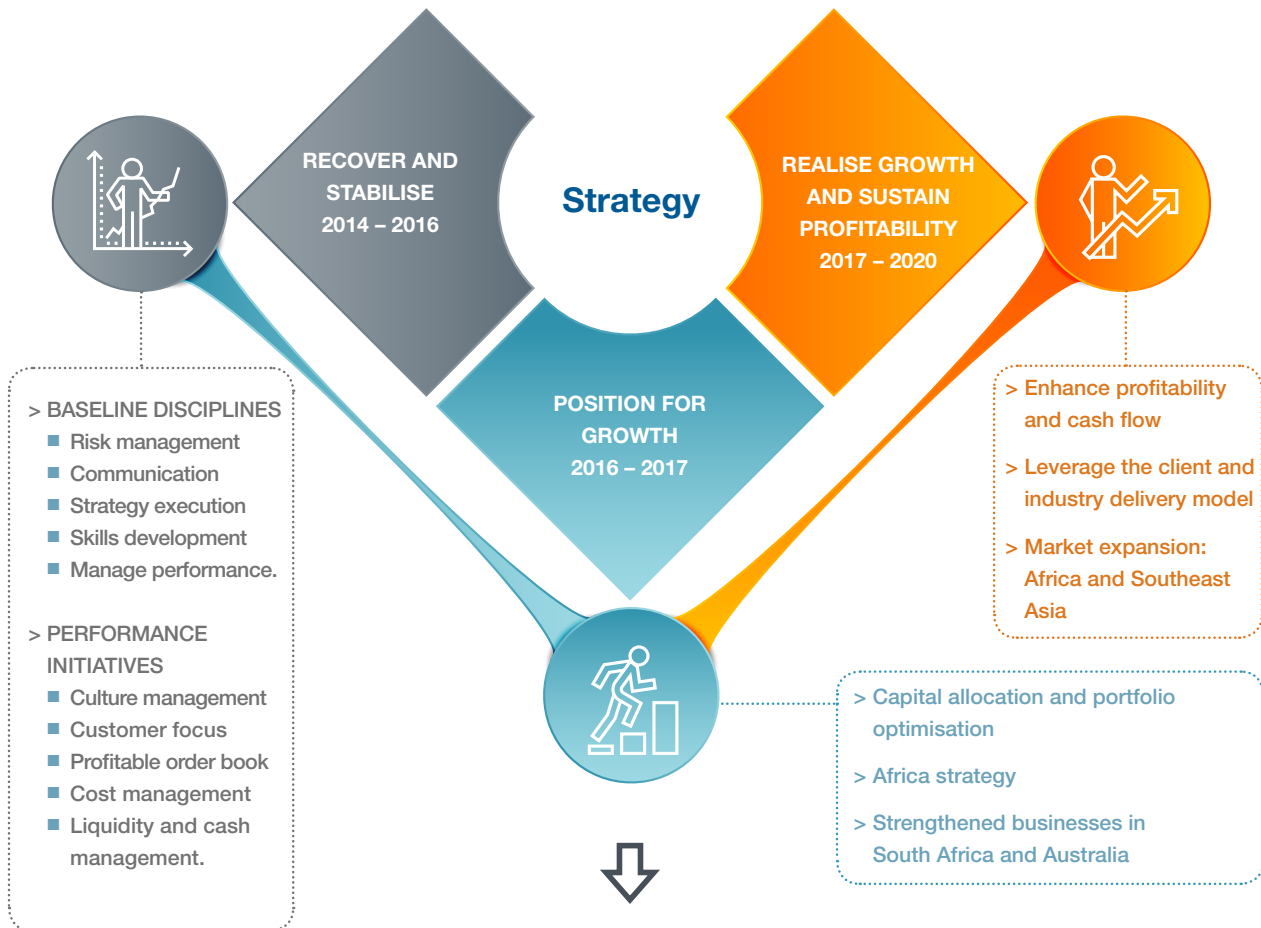 Strategy
RECOVER AND
STABILISE
2014 – 2016
REALISE GROWTH
AND SUSTAIN
PROFITABILITY
2017 – 2020
POSITION FOR
GROWTH
2016 – 2017
> BASELINE DISCIPLINES
■ Risk management
■ Communication
■ Strategy execution
■ Skills development
■ Manage performance.
> PERFORMANCE
INITIATIVES
■ Culture management
■ Customer focus
■ Profitable order book
■ Cost management
■ Liquidity and cash
management.
> Enhance profitability
and cash flow
> Leverage the client and
industry delivery model
> Market expansion:
Africa and Southeast
Asia
> Capital allocation and portfolio
optimisation
> Africa strategy
> Strengthened businesses in
South Africa and Australia